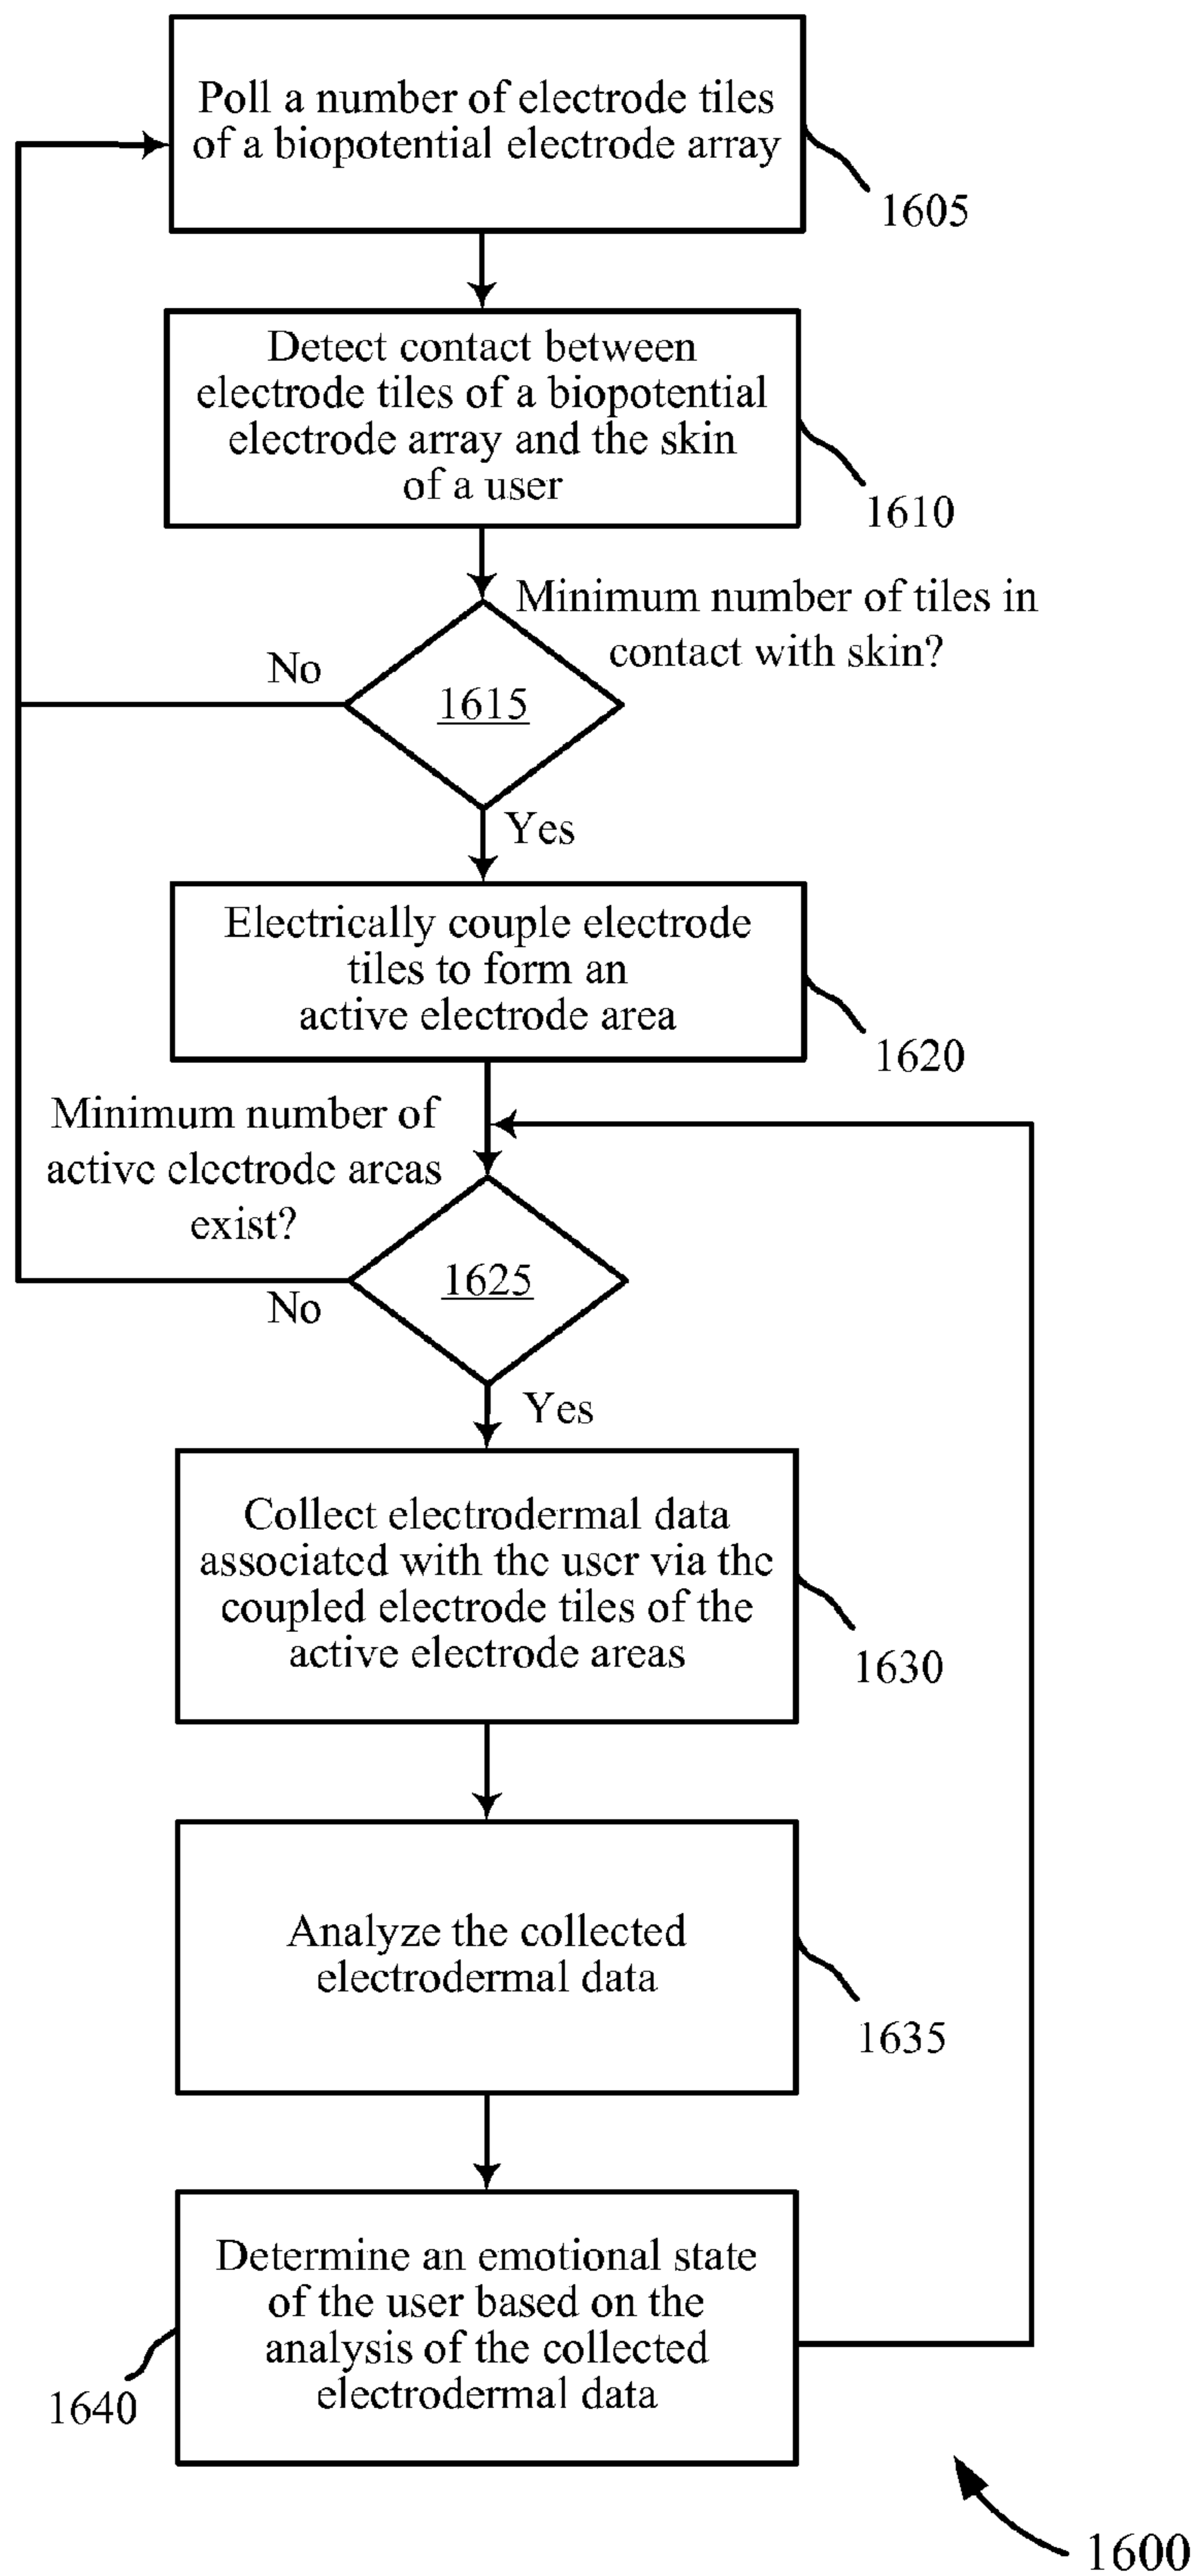 Poll a number of electrode tiles
of a biopotential electrode array
1605
Detect contact between
electrode tiles of a biopotential
electrode array and the skin
of a user
1610
Minimum number of tiles in
contact with skin?
No
1615
Yes
Electrically couple electrode
tiles to form an
active electrode area
1620
Minimum number of
active electrode areas
exist?
1625
No
Yes
Collect electrodermal data
associated with the user via the
coupled electrode tiles of the
active electrode areas
1630
Analyze the collected
electrodermal data
1635
Determine an emotional state
of the user based on the
analysis of the collected
electrodermal data
1640
1600